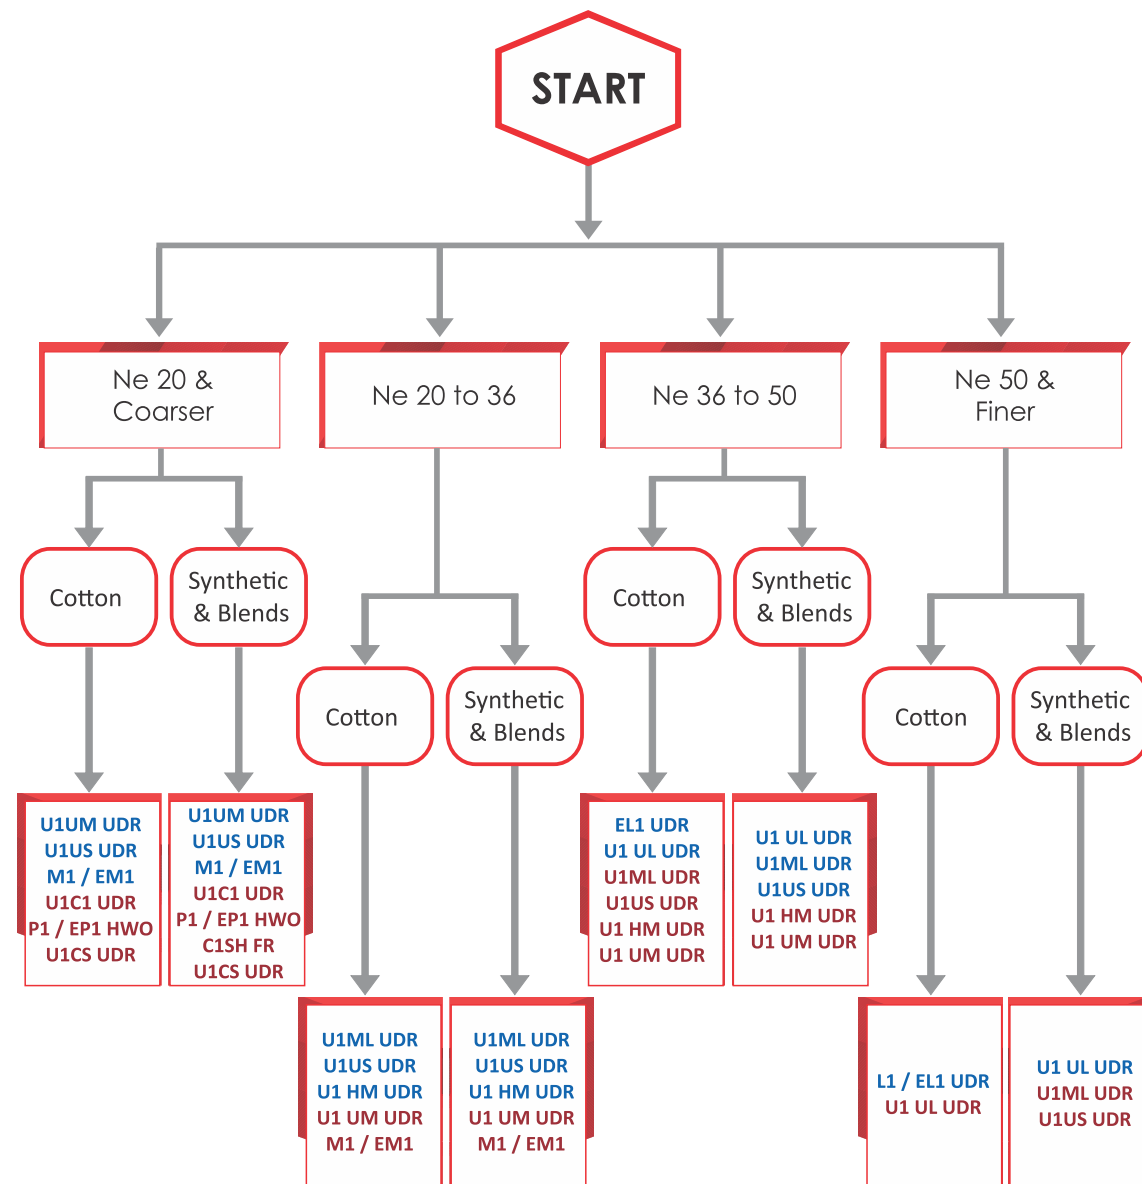 START
Ne 20 &
Coarser
Ne 20 to 36
Ne 36 to 50
Ne 50 &
Finer
Cotton
Synthetic
& Blends
Cotton
Synthetic
& Blends
Cotton
Synthetic
& Blends
Cotton
Synthetic
& Blends
U1UM UDR
U1US UDR
M1 / EM1
U1C1 UDR
P1 / EP1 HWO
U1CS UDR
U1UM UDR
U1US UDR
M1 / EM1
U1C1 UDR
P1 / EP1 HWO
C1SH FR
U1CS UDR
EL1 UDR
U1 UL UDR
U1ML UDR
U1US UDR
U1 HM UDR
U1 UM UDR
U1 UL UDR
U1ML UDR
U1US UDR
U1 HM UDR
U1 UM UDR
U1ML UDR
U1US UDR
U1 HM UDR
U1 UM UDR
M1 / EM1
U1ML UDR
U1US UDR
U1 HM UDR
U1 UM UDR
M1 / EM1
L1 / EL1 UDR
U1 UL UDR
U1 UL UDR
U1ML UDR
U1US UDR